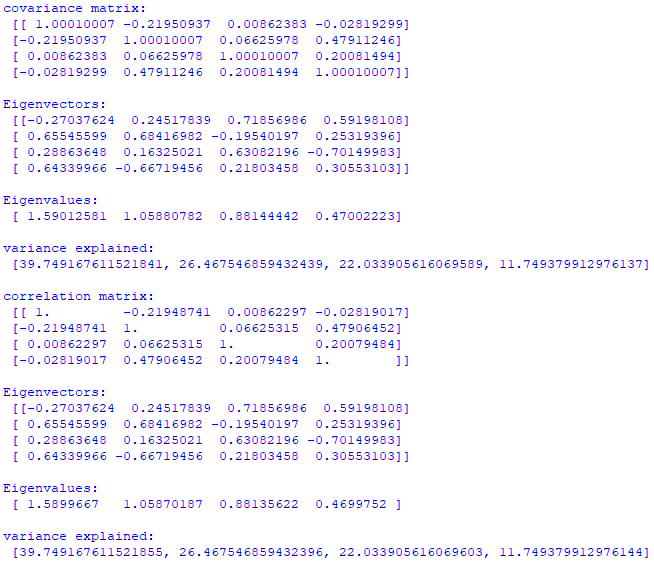 covariance matrix:
[[ 1.00010007 -0.21950937  0.00862383 -0.02819299]
[-0.21950937  1.00010007  0.06625978  0.47911246]
[ 0.00862383  0.06625978  1.00010007  0.20081494]
[-0.02819299  0.47911246  0.20081494  1.00010007]]
Eigenvectors:
[[-0.27037624  0.24517839  0.71856986  0.59198108]
[ 0.65545599  0.68416982 -0.19540197  0.25319396]
[ 0.28863648  0.16325021  0.63082196 -0.70149983]
[ 0.64339966 -0.66719456  0.21803458  0.30553103]]
Eigenvalues:
[ 1.59012581  1.05880782  0.88144442  0.47002223]
variance explained:
[39.749167611521841, 26.467546859432439, 22.033905616069589, 11.749379912976137]
correlation matrix:
[[ 1.         -0.21948741  0.00862297 -0.02819017]
[-0.21948741  1.          0.06625315  0.47906452]
[ 0.00862297  0.06625315  1.          0.20079484]
[-0.02819017  0.47906452  0.20079484  1.        ]]
Eigenvectors:
[[-0.27037624  0.24517839  0.71856986  0.59198108]
[ 0.65545599  0.68416982 -0.19540197  0.25319396]
[ 0.28863648  0.16325021  0.63082196 -0.70149983]
[ 0.64339966 -0.66719456  0.21803458  0.30553103]]
Eigenvalues:
[ 1.5899667   1.05870187  0.88135622  0.4699752 ]
variance explained:
[39.749167611521855, 26.467546859432396, 22.033905616069603, 11.749379912976144]